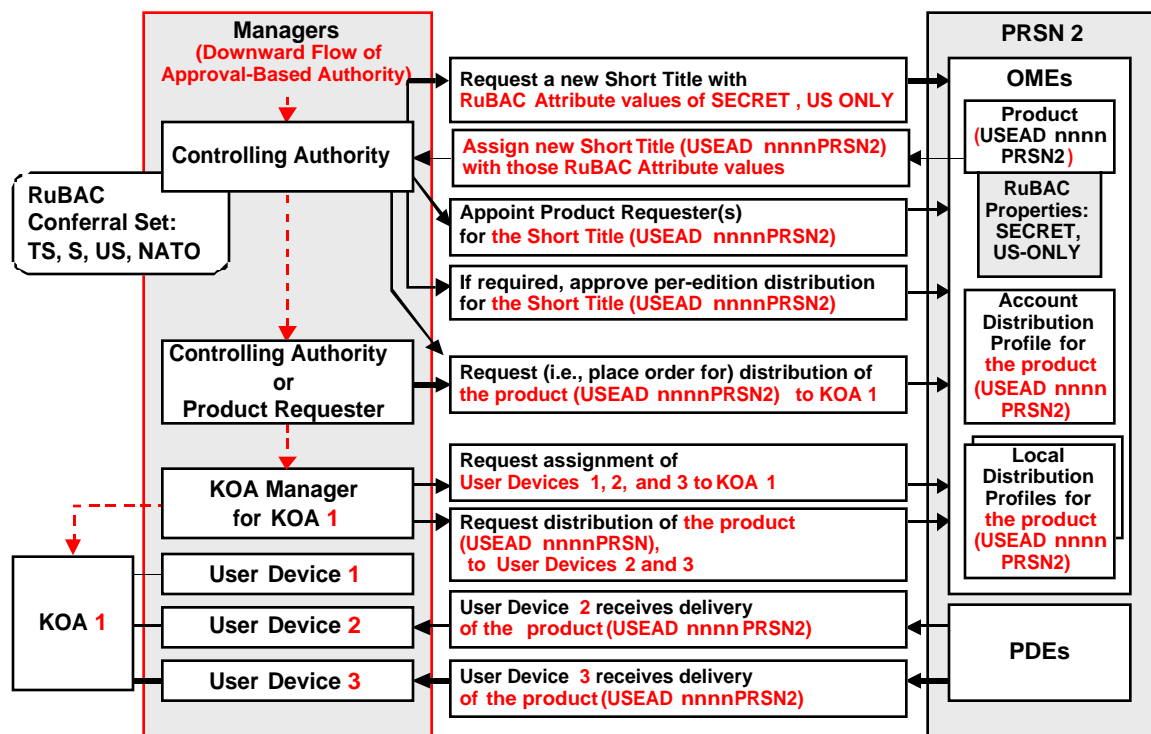 Managers
(Downward Flow of
Approval-Based Authority)
Controlling Authority
RuBAC
Conferral Set:
TS, S, US, NATO
Controlling Authority
or
Product Requester
KOA Manager
for KOA 1
KOA 1
User Device 1
User Device 2
User Device 3
Request a new Short Title with
RuBAC Attribute values of SECRET , US ONLY
Assign new Short Title (USEAD nnnnPRSN2)
with those RuBAC Attribute values
Appoint Product Requester(s)
for the Short Title (USEAD nnnnPRSN2)
If required, approve per-edition distribution
for the Short Title (USEAD nnnnPRSN2)
Request (i.e., place order for) distribution of
the product (USEAD nnnnPRSN2) to KOA 1
Request assignment of
User Devices 1, 2, and 3 to KOA 1
Request distribution of the product
(USEAD nnnnPRSN),
to User Devices 2 and 3
User Device 2 receives delivery
of the product (USEAD nnnn PRSN2)
User Device 3 receives delivery
of the product (USEAD nnnnPRSN2)
PRSN 2
OMEs
Product
(USEAD nnnn
PRSN2)
RuBAC
Properties:
SECRET,
US-ONLY
Account
Distribution
Profile for
the product
(USEAD nnnn
PRSN2)
Local
Distribution
Profiles for
the product
(USEAD nnnn
PRSN2)
PDEs